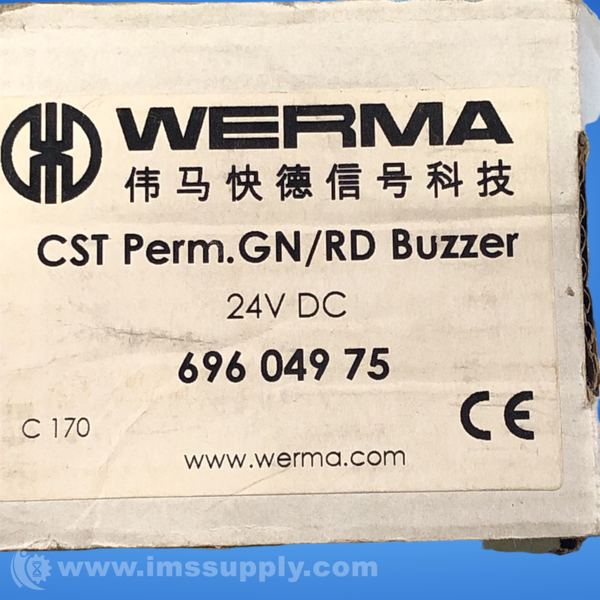 WERMA
伟马快德信号科技
CST Perm.GN/RD Buzzer
24V DC
696 049 75
C 170
CE
www.werma.com
© www.imssupply.com